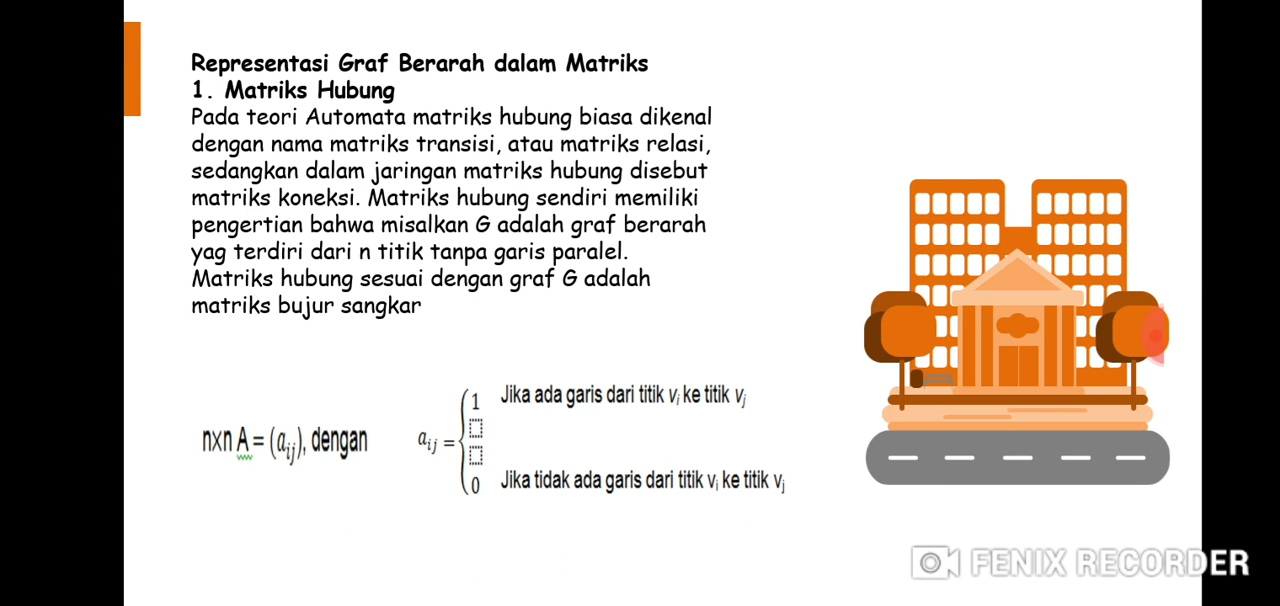 Representasi Graf Berarah dalam Matriks
1. Matriks Hubung
Pada teori Automata matriks hubung biasa dikenal
dengan nama matriks transisi, atau matriks relasi,
sedangkan dalam jaringan matriks hubung disebut
matriks koneksi. Matriks hubung sendiri memiliki
pengertian bahwa misalkan G adalah graf berarah
yag terdiri dari n titik tanpa garis paralel.
Matriks hubung sesuai dengan graf G adalah
matriks bujur sangkar
1 Jika ada garis dari titik vᵢ ke titik vⱼ
n×n A = (aᵢⱼ), dengan aᵢⱼ =
0 Jika tidak ada garis dari titik vᵢ ke titik vⱼ
FENIX RECORDER